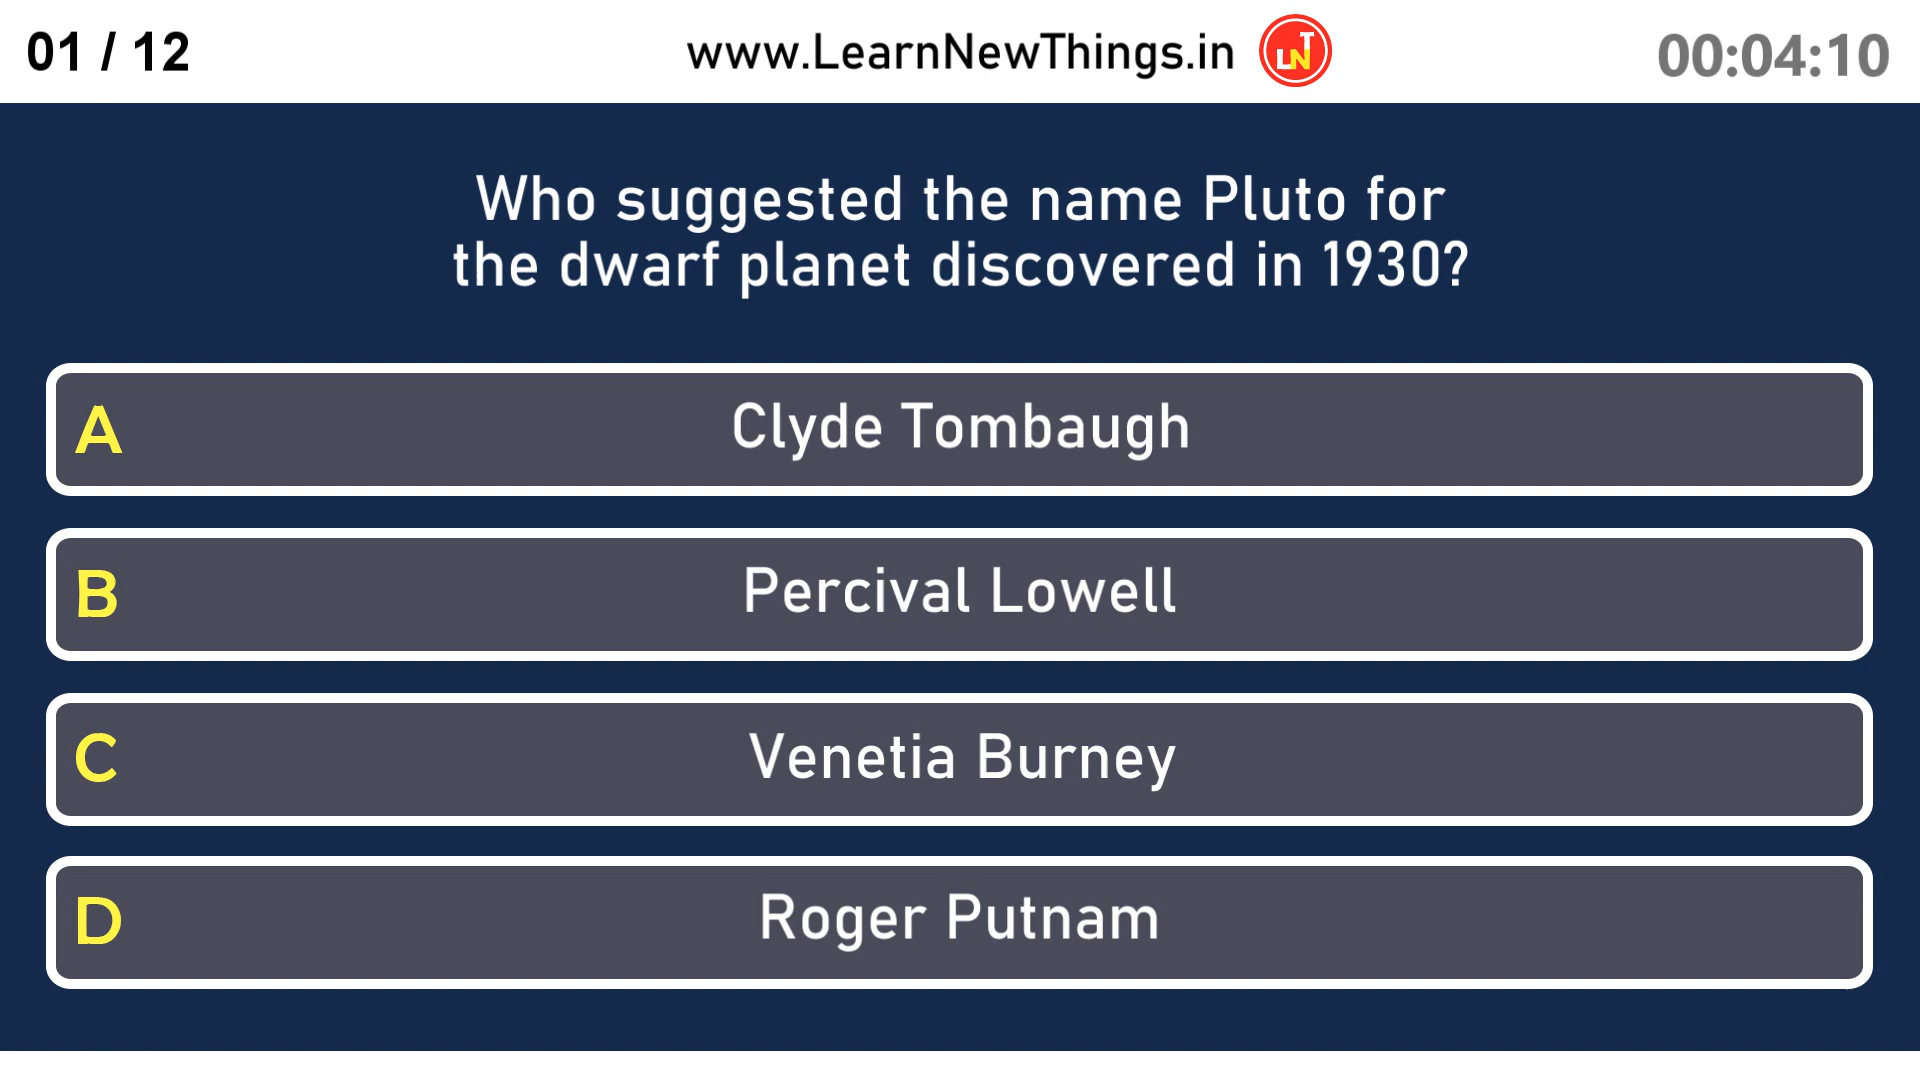 01 / 12
www.LearnNewThings.in
LNT
00:04:10
Who suggested the name Pluto for
the dwarf planet discovered in 1930?
A Clyde Tombaugh
B Percival Lowell
C Venetia Burney
D Roger Putnam